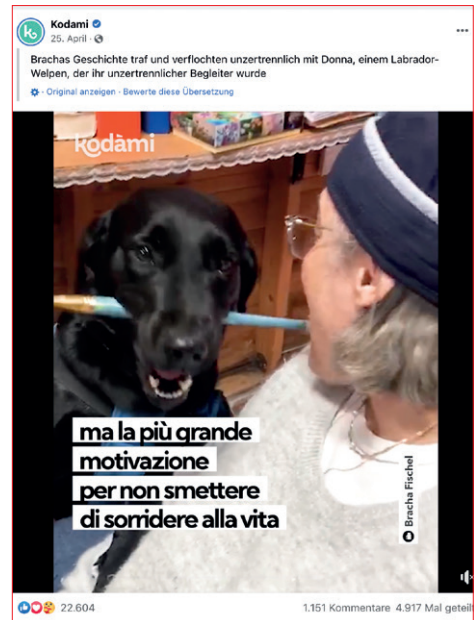 Kodami
25. April ·
Brachas Geschichte traf und verflochten unzertrennlich mit Donna, einem Labrador-
Welpen, der ihr unzertrennlicher Begleiter wurde
· Original anzeigen · Bewerte diese Übersetzung
kodàmi
ma la più grande
motivazione
per non smettere
di sorridere alla vita
Bracha Fischel
22.604
1.151 Kommentare 4.917 Mal geteilt